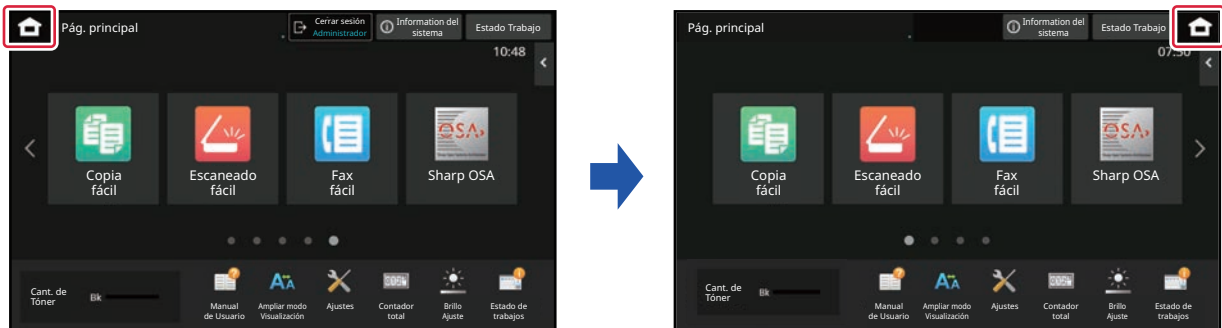 Pág. principal
Cerrar sesión
Administrador
Information del
sistema
Estado Trabajo
10:48
Copia
fácil
Escaneado
fácil
Fax
fácil
OSA
Sharp OSA
Cant. de
Tóner
Bk
Manual
de Usuario
Ampliar modo
Visualización
Ajustes
Contador
total
Brillo
Ajuste
Estado de
trabajos
Pág. principal
Information del
sistema
Estado Trabajo
07:30
Copia
fácil
Escaneado
fácil
Fax
fácil
OSA
Sharp OSA
Cant. de
Tóner
Bk
Manual
de Usuario
Ampliar modo
Visualización
Ajustes
Contador
total
Brillo
Ajuste
Estado de
trabajos